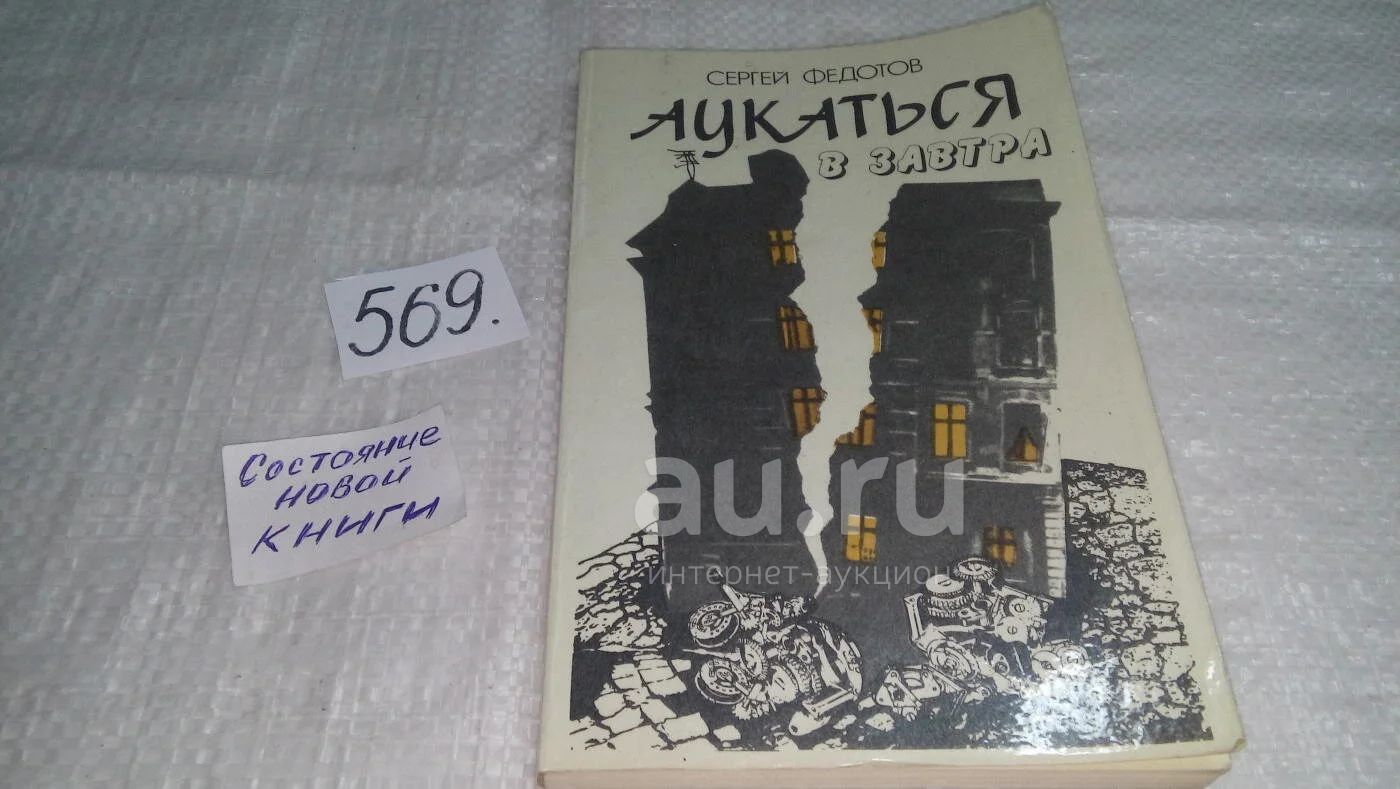 СЕРГЕЙ ФЕДОТОВ
АУКАТЬСЯ
В ЗАВТРА
569.
Состояние
новой
книги
au.ru
интернет-аукцион